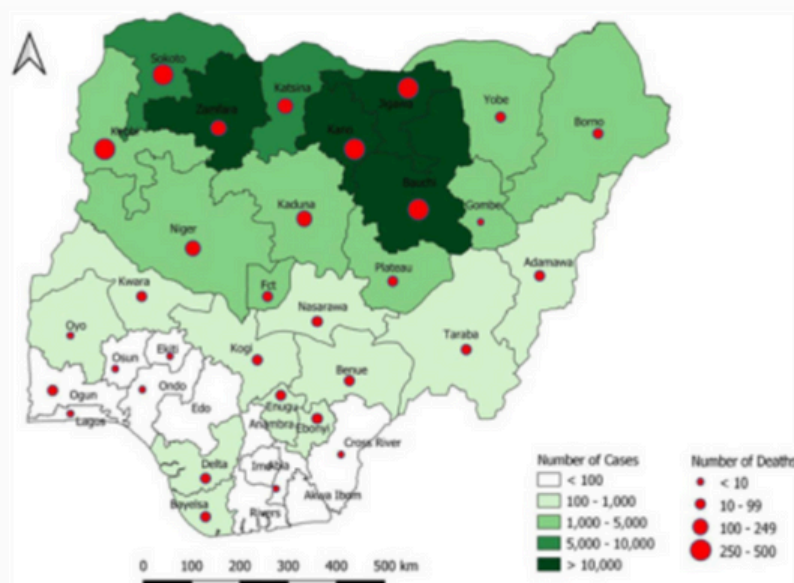 Sokoto
Katsina
Zamfara
Jigawa
Kano
Yobe
Borno
Kebbi
Bauchi
Gombe
Kaduna
Niger
Plateau
Adamawa
Fct
Kwara
Nasarawa
Oyo
Taraba
Kogi
Ekiti
Osun
Benue
Ondo
Ogun
Edo
Enugu
Lagos
Anambra
Ebonyi
Cross River
Delta
Imo
Abia
Akwa Ibom
Bayelsa
Rivers
Number of Cases
< 100
100 - 1,000
1,000 - 5,000
5,000 - 10,000
> 10,000
Number of Deaths
< 10
10 - 99
100 - 249
250 - 500
0 100 200 300 400 500 km